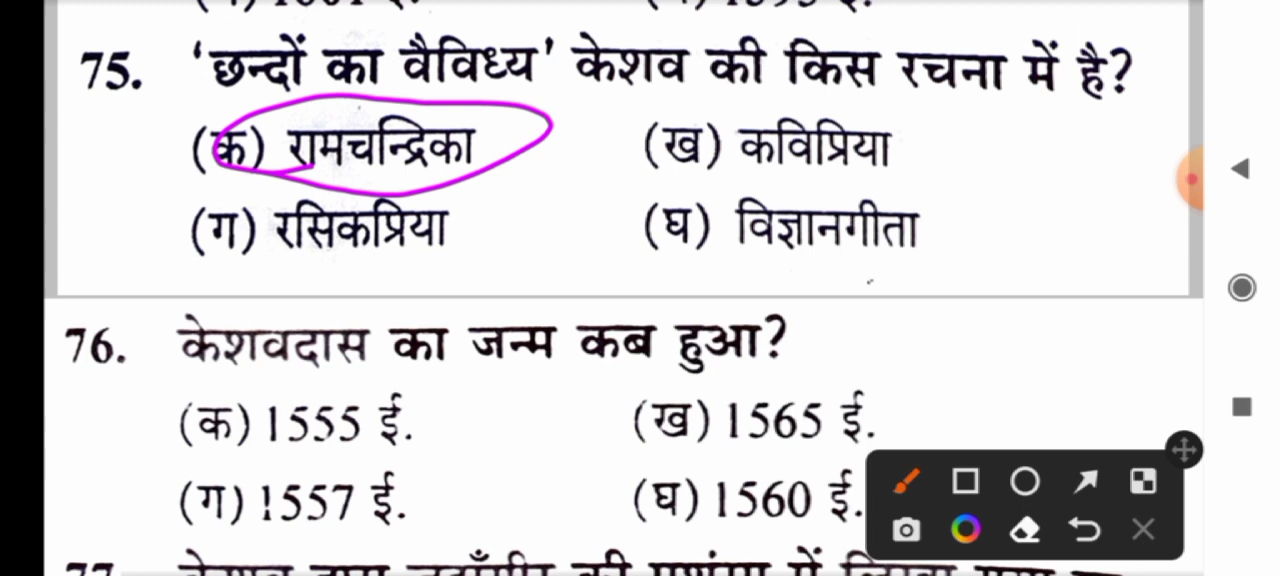 75. 'छन्दों का वैविध्य' केशव की किस रचना में है?
(क) रामचन्द्रिका (ख) कविप्रिया
(ग) रसिकप्रिया (घ) विज्ञानगीता
76. केशवदास का जन्म कब हुआ?
(क) 1555 ई. (ख) 1565 ई.
(ग) 1557 ई. (घ) 1560 ई.